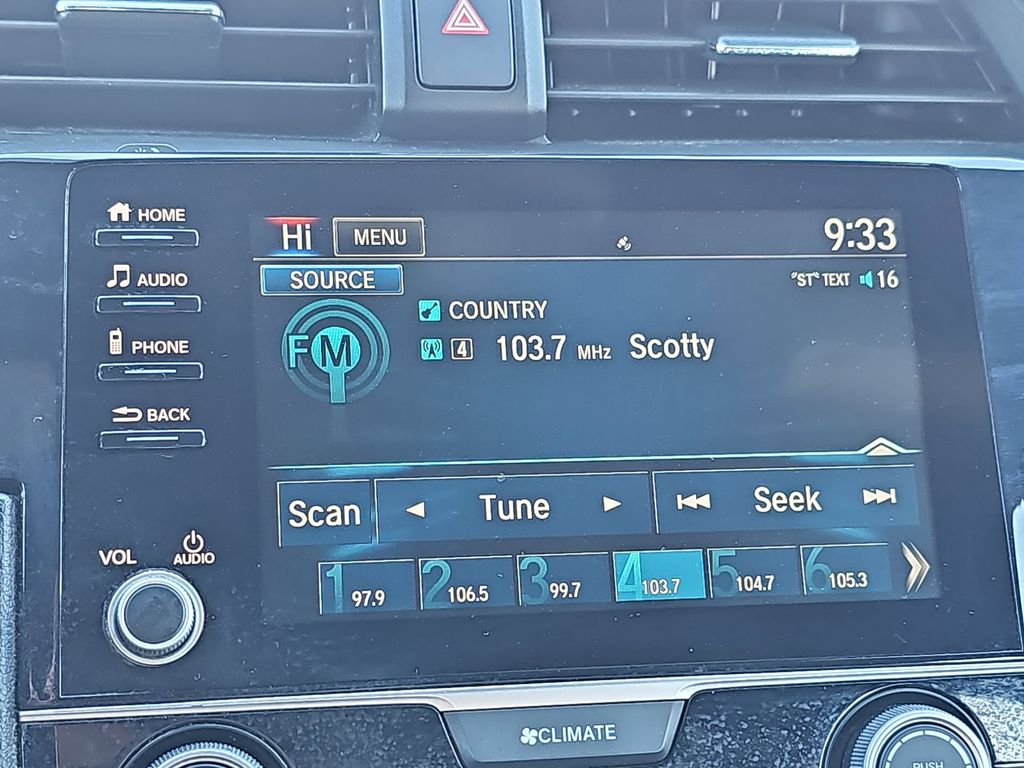 HOME
AUDIO
PHONE
BACK
VOL
AUDIO
Hi MENU 9:33
SOURCE "ST" TEXT 16
FM
COUNTRY
4 103.7 MHz Scotty
Scan Tune Seek
1 97.9 2 106.5 3 99.7 4 103.7 5 104.7 6 105.3
CLIMATE
PUSH